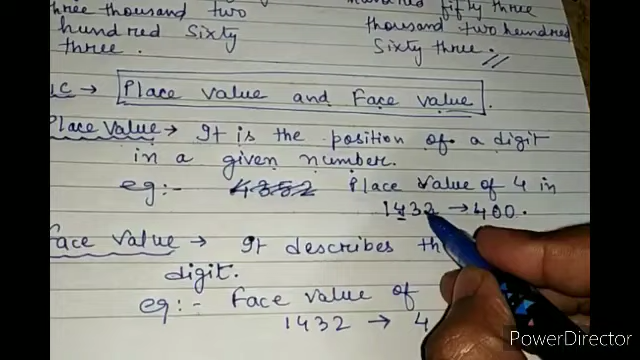 three thousand two
hundred sixty
three.
hundred fifty three
thousand two hundred
sixty three.
→ Place value and Face value.
Place value → It is the position of a digit
in a given number.
eg:- 4352 Place value of 4 in
1432 → 400.
Face value → It describes th
digit.
eg:- Face value of
1432 → 4
PowerDirector